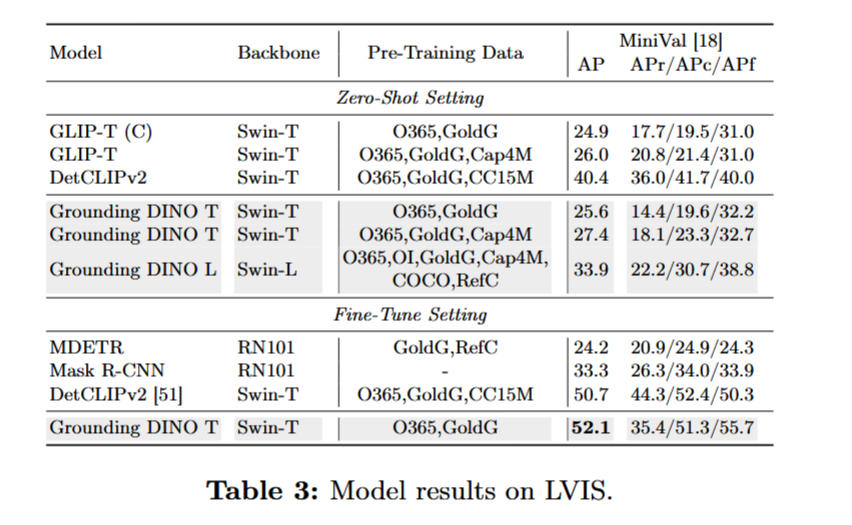 Model Backbone Pre-Training Data MiniVal [18]
AP APr/APc/APf
Zero-Shot Setting
GLIP-T (C) Swin-T O365,GoldG 24.9 17.7/19.5/31.0
GLIP-T Swin-T O365,GoldG,Cap4M 26.0 20.8/21.4/31.0
DetCLIPv2 Swin-T O365,GoldG,CC15M 40.4 36.0/41.7/40.0
Grounding DINO T Swin-T O365,GoldG 25.6 14.4/19.6/32.2
Grounding DINO T Swin-T O365,GoldG,Cap4M 27.4 18.1/23.3/32.7
Grounding DINO L Swin-L O365,OI,GoldG,Cap4M, 33.9 22.2/30.7/38.8
COCO,RefC
Fine-Tune Setting
MDETR RN101 GoldG,RefC 24.2 20.9/24.9/24.3
Mask R-CNN RN101 - 33.3 26.3/34.0/33.9
DetCLIPv2 [51] Swin-T O365,GoldG,CC15M 50.7 44.3/52.4/50.3
Grounding DINO T Swin-T O365,GoldG 52.1 35.4/51.3/55.7
Table 3: Model results on LVIS.